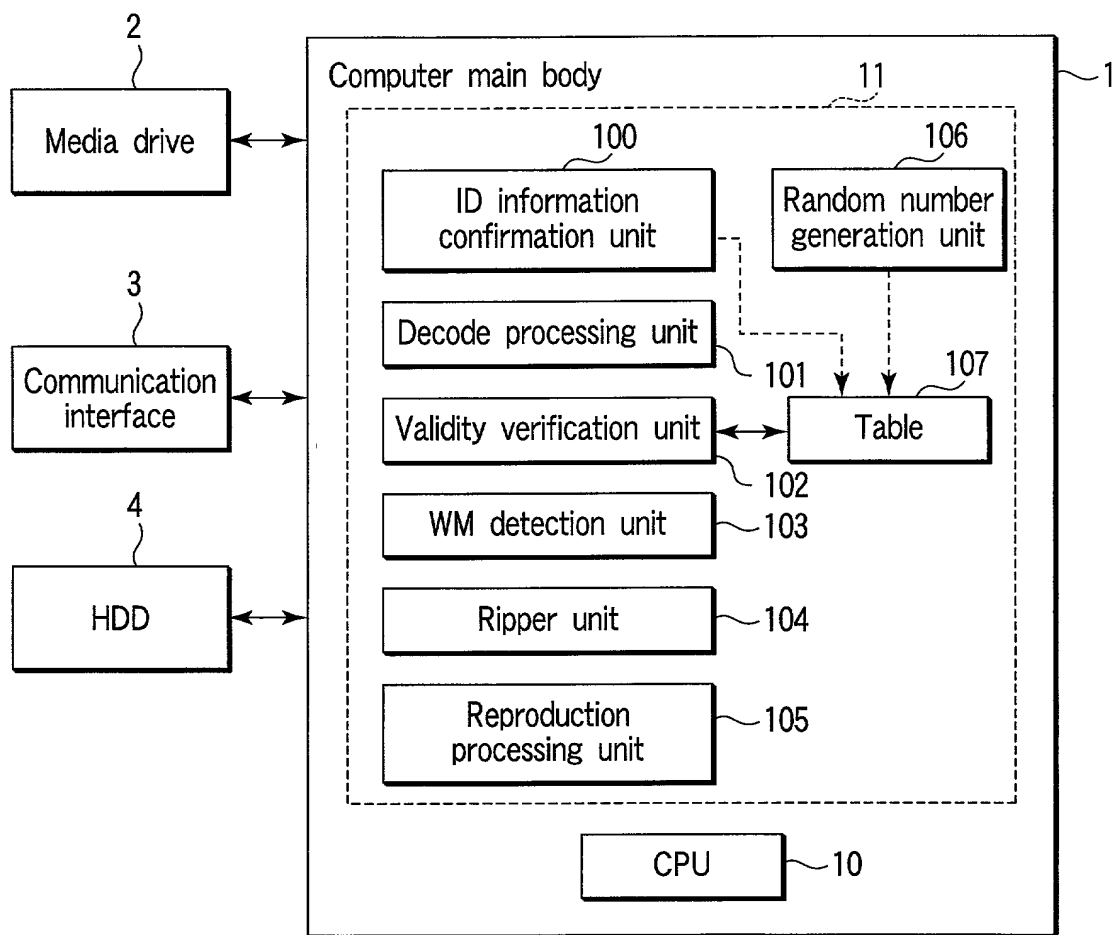 2
Media drive
3
Communication
interface
4
HDD
Computer main body
1
11
100
ID information
confirmation unit
106
Random number
generation unit
Decode processing unit
101
Validity verification unit
102
107
Table
WM detection unit
103
Ripper unit
104
Reproduction
processing unit
105
CPU
10